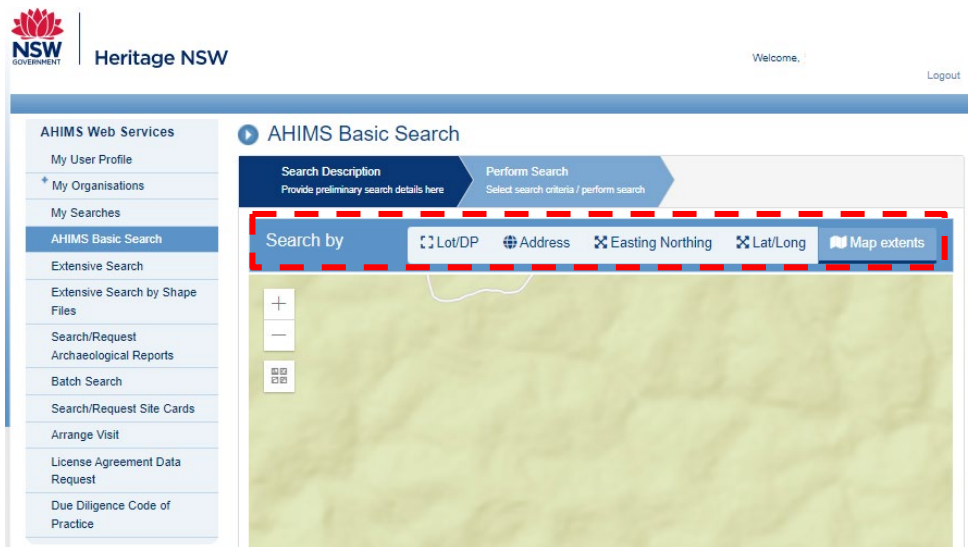 NSW
GOVERNMENT
Heritage NSW
Welcome,
Logout
AHIMS Web Services
My User Profile
My Organisations
My Searches
AHIMS Basic Search
Extensive Search
Extensive Search by Shape
Files
Search/Request
Archaeological Reports
Batch Search
Search/Request Site Cards
Arrange Visit
License Agreement Data
Request
Due Diligence Code of
Practice
AHIMS Basic Search
Search Description
Provide preliminary search details here
Perform Search
Select search criteria / perform search
Search by
Lot/DP
Address
Easting Northing
Lat/Long
Map extents